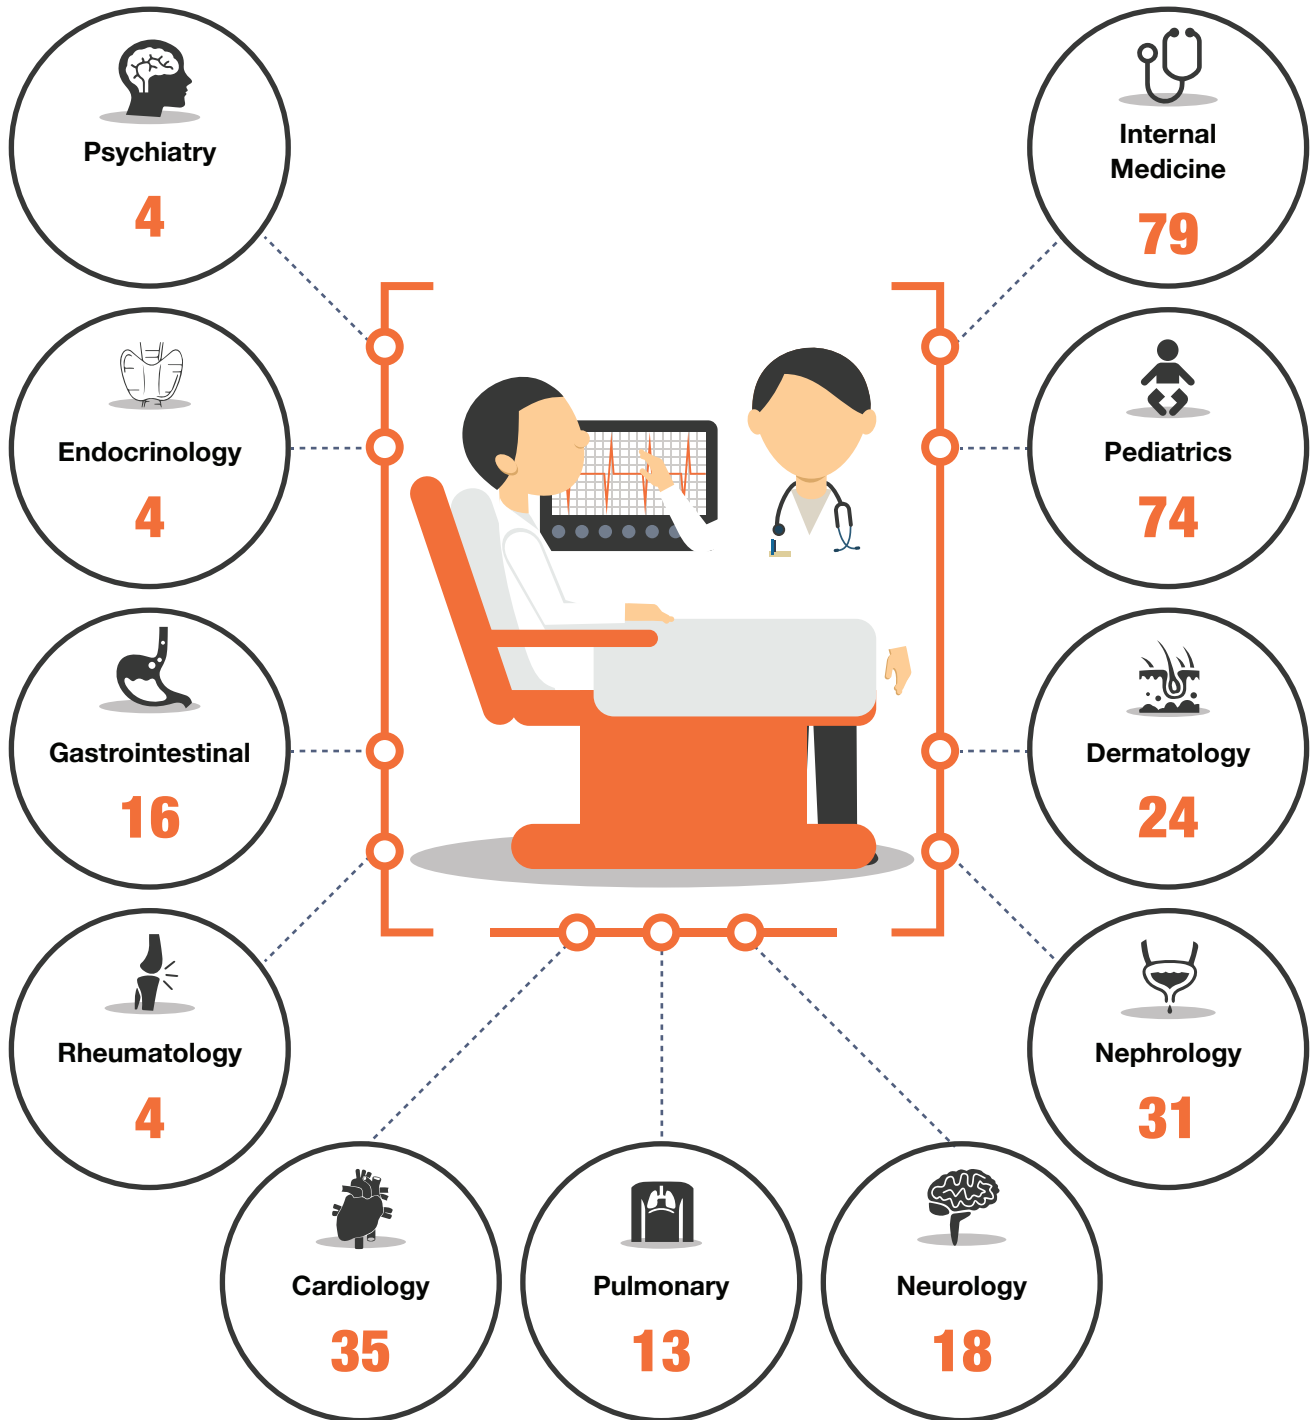 Psychiatry
4
Endocrinology
4
Gastrointestinal
16
Rheumatology
4
Cardiology
35
Pulmonary
13
Neurology
18
Internal
Medicine
79
Pediatrics
74
Dermatology
24
Nephrology
31